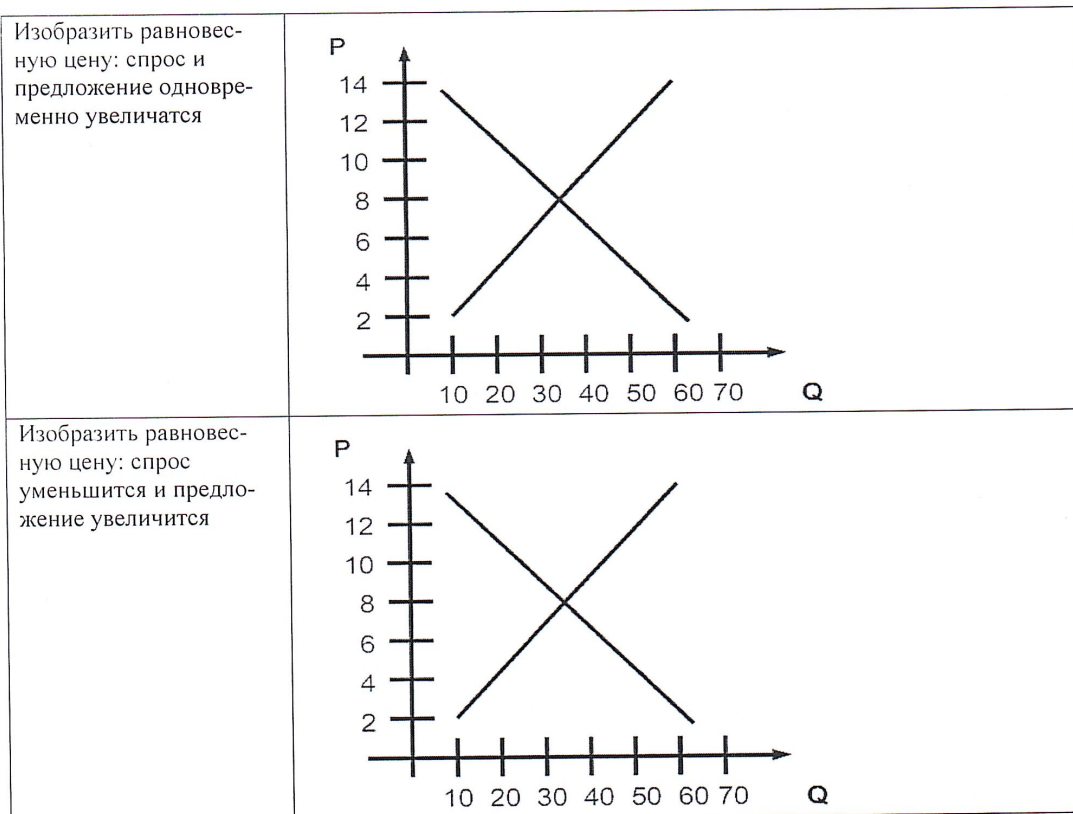 Изобразить равновес-
ную цену: спрос и
предложение одновре-
менно увеличатся
P
14
12
10
8
6
4
2
10 20 30 40 50 60 70 Q
Изобразить равновес-
ную цену: спрос
уменьшится и предло-
жение увеличится
P
14
12
10
8
6
4
2
10 20 30 40 50 60 70 Q